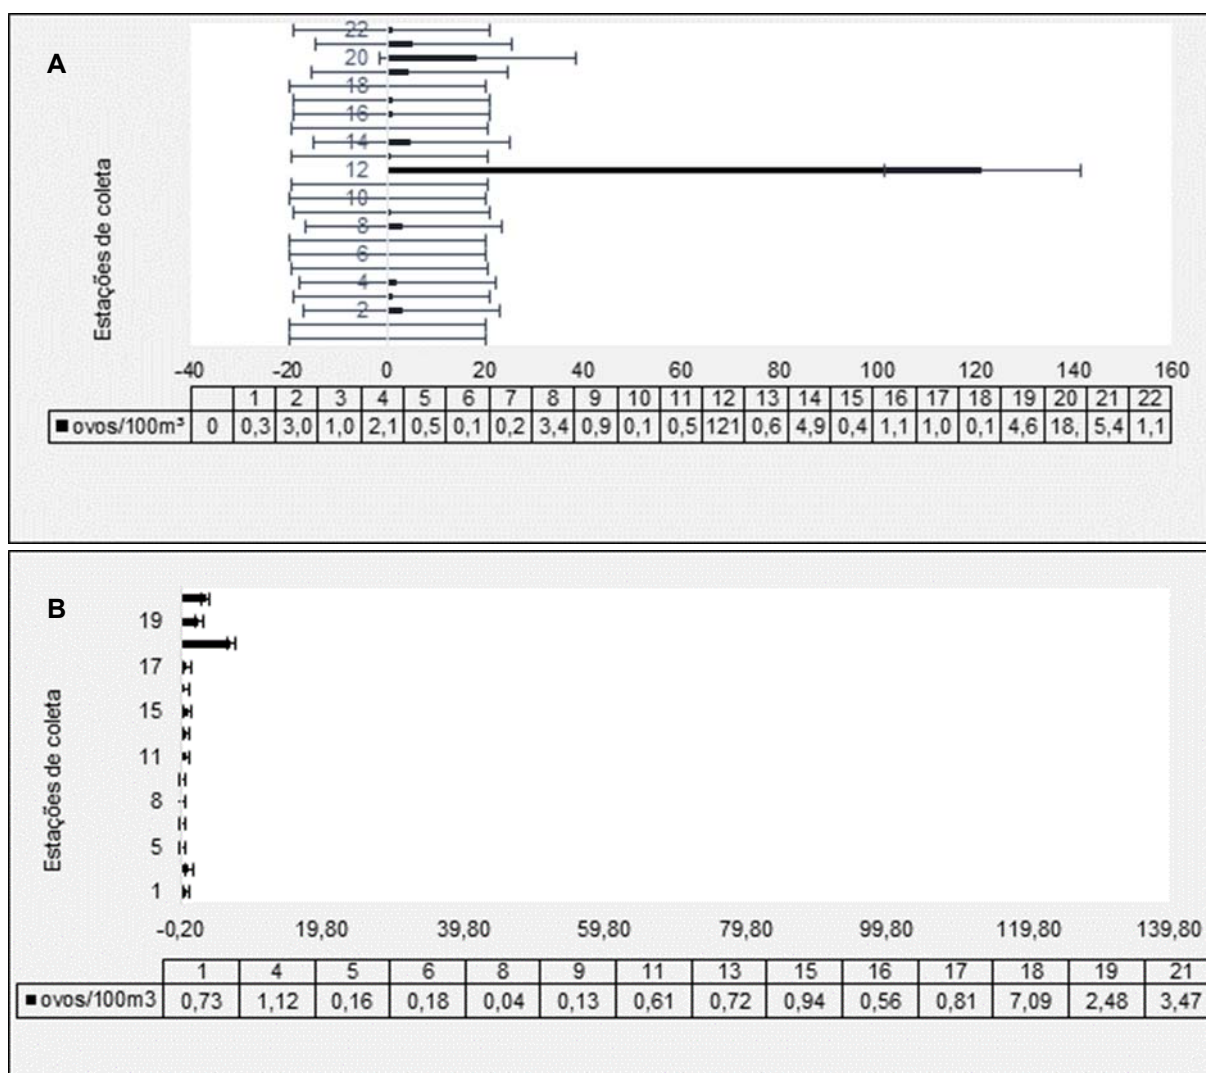 A
Estações de coleta
22
20
18
16
14
12
10
8
6
4
2
-40 -20 0 20 40 60 80 100 120 140 160
1 2 3 4 5 6 7 8 9 10 11 12 13 14 15 16 17 18 19 20 21 22
ovos/100m³ 0 0,3 3,0 1,0 2,1 0,5 0,1 0,2 3,4 0,9 0,1 0,5 121 0,6 4,9 0,4 1,1 1,0 0,1 4,6 18, 5,4 1,1
B
Estações de coleta
19
17
15
11
8
5
1
-0,20 19,80 39,80 59,80 79,80 99,80 119,80 139,80
1 4 5 6 8 9 11 13 15 16 17 18 19 21
ovos/100m3 0,73 1,12 0,16 0,18 0,04 0,13 0,61 0,72 0,94 0,56 0,81 7,09 2,48 3,47